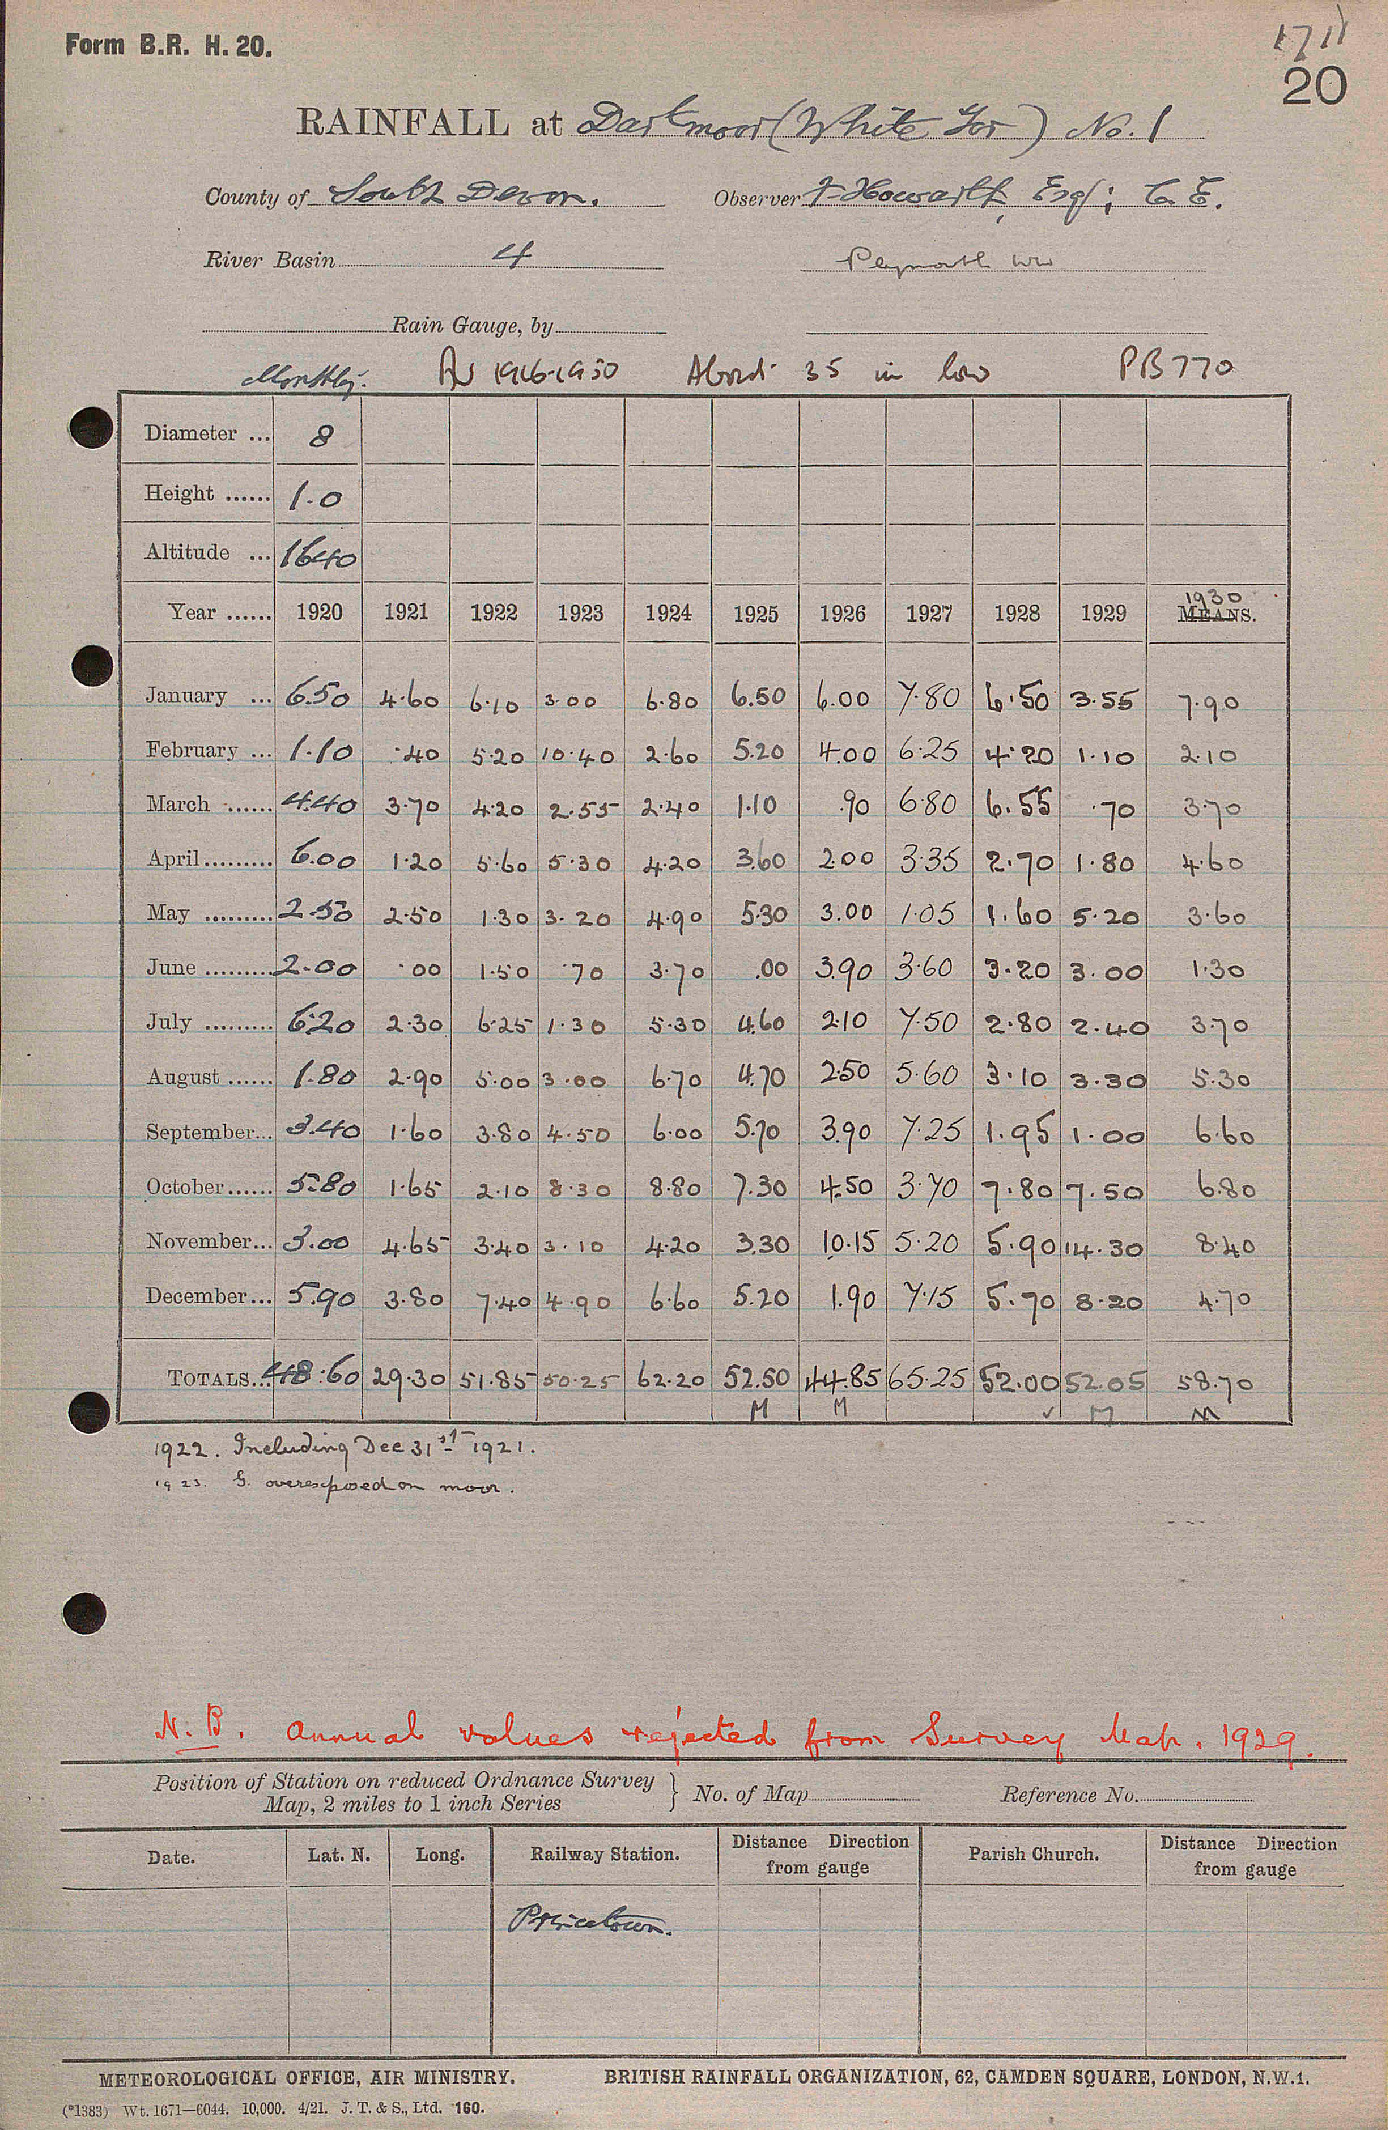 Form B.R. H. 20.
1711
20
RAINFALL at Dartmoor (White Tor) No. 1
County of South Devon. Observer F. Howarth, Esq; C. E.
River Basin 4 Plymouth WW
Rain Gauge, by
Monthly. Av 1916-1950 35 in low PB770
Diameter ... 8
Height ...... 1.0
Altitude ... 1640
Year ...... 1920 1921 1922 1923 1924 1925 1926 1927 1928 1929 1930 MEANS.
January ... 6.50 4.60 6.10 3.00 6.80 6.50 6.00 7.80 6.50 3.55 7.90
February ... 1.10 .40 5.20 10.40 2.60 5.20 4.00 6.25 4.20 1.10 2.10
March ...... 4.40 3.70 4.20 2.55 2.40 1.10 .90 6.80 6.55 .70 3.70
April ......... 6.00 1.20 5.60 5.30 4.20 3.60 2.00 3.35 2.70 1.80 4.60
May ......... 2.50 2.50 1.30 3.20 4.90 5.30 3.00 1.05 1.60 5.20 3.60
June ......... 2.00 .00 1.50 .70 3.70 .00 3.90 3.60 3.20 3.00 1.30
July ......... 6.20 2.30 6.25 1.30 5.30 4.60 2.10 7.50 2.80 2.40 3.70
August ...... 1.80 2.90 5.00 3.00 6.70 4.70 2.50 5.60 3.10 3.30 5.30
September... 3.40 1.60 3.80 4.50 6.00 5.70 3.90 7.25 1.95 1.00 6.60
October...... 5.80 1.65 2.10 8.30 8.80 7.30 4.50 3.70 7.80 7.50 6.80
November... 3.00 4.65 3.40 3.10 4.20 3.30 10.15 5.20 5.90 14.30 8.40
December... 5.90 3.80 7.40 4.90 6.60 5.20 1.90 7.15 5.70 8.20 4.70
TOTALS... 48.60 29.30 51.85 50.25 62.20 52.50 44.85 65.25 52.00 52.05 58.70
M M ✓ M M
1922. Including Dec 31st 1921.
1923. G. overexposed on moor.
N.B. Annual values rejected from Survey Map. 1929.
Position of Station on reduced Ordnance Survey Map, 2 miles to 1 inch Series } No. of Map Reference No.
Date. Lat. N. Long. Railway Station. Distance Direction from gauge Parish Church. Distance Direction from gauge
Princetown.
METEOROLOGICAL OFFICE, AIR MINISTRY. BRITISH RAINFALL ORGANIZATION, 62, CAMDEN SQUARE, LONDON, N.W.1.
(*1383) Wt. 1671—6044. 10,000. 4/21. J. T. & S., Ltd. 160.